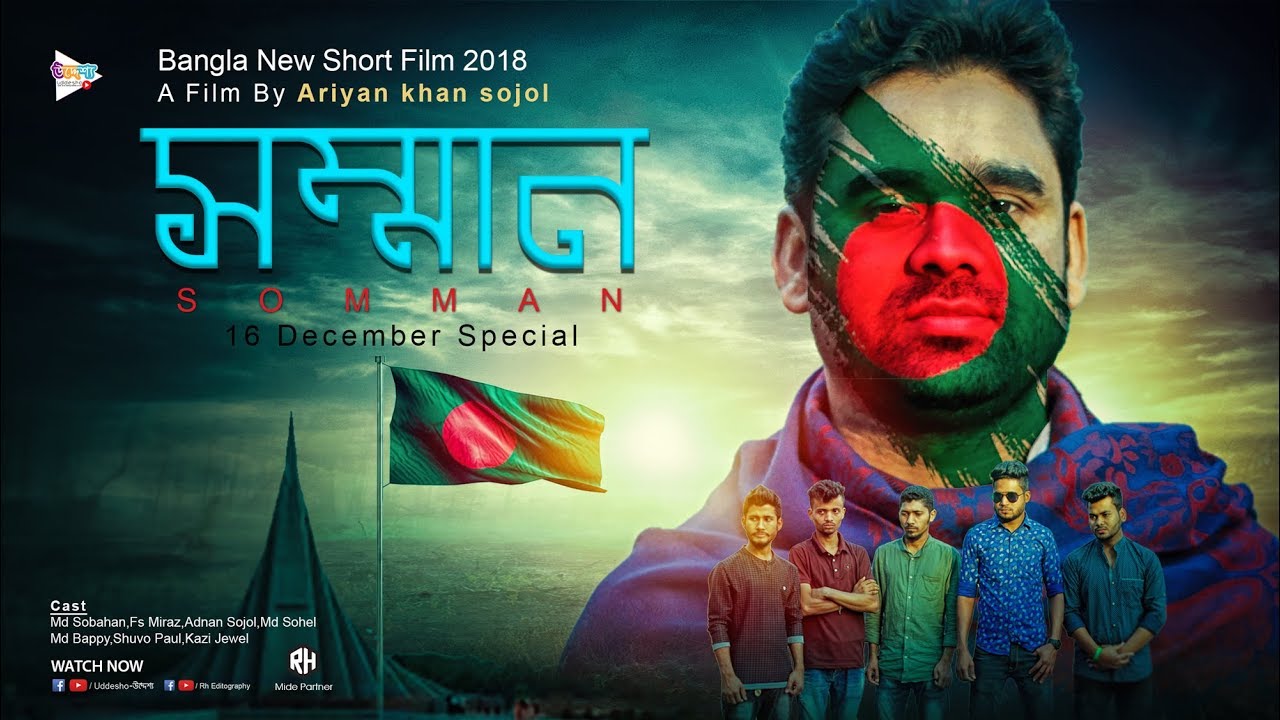 উদ্দেশ্য
Uddesho
Bangla New Short Film 2018
A Film By Ariyan khan sojol
সম্মান
SOMMAN
16 December Special
Cast
Md Sobahan,Fs Miraz,Adnan Sojol,Md Sohel
Md Bappy,Shuvo Paul,Kazi Jewel
WATCH NOW
/ Uddesho-উদ্দেশ্য / Rh Editography
RH
Mide Partner